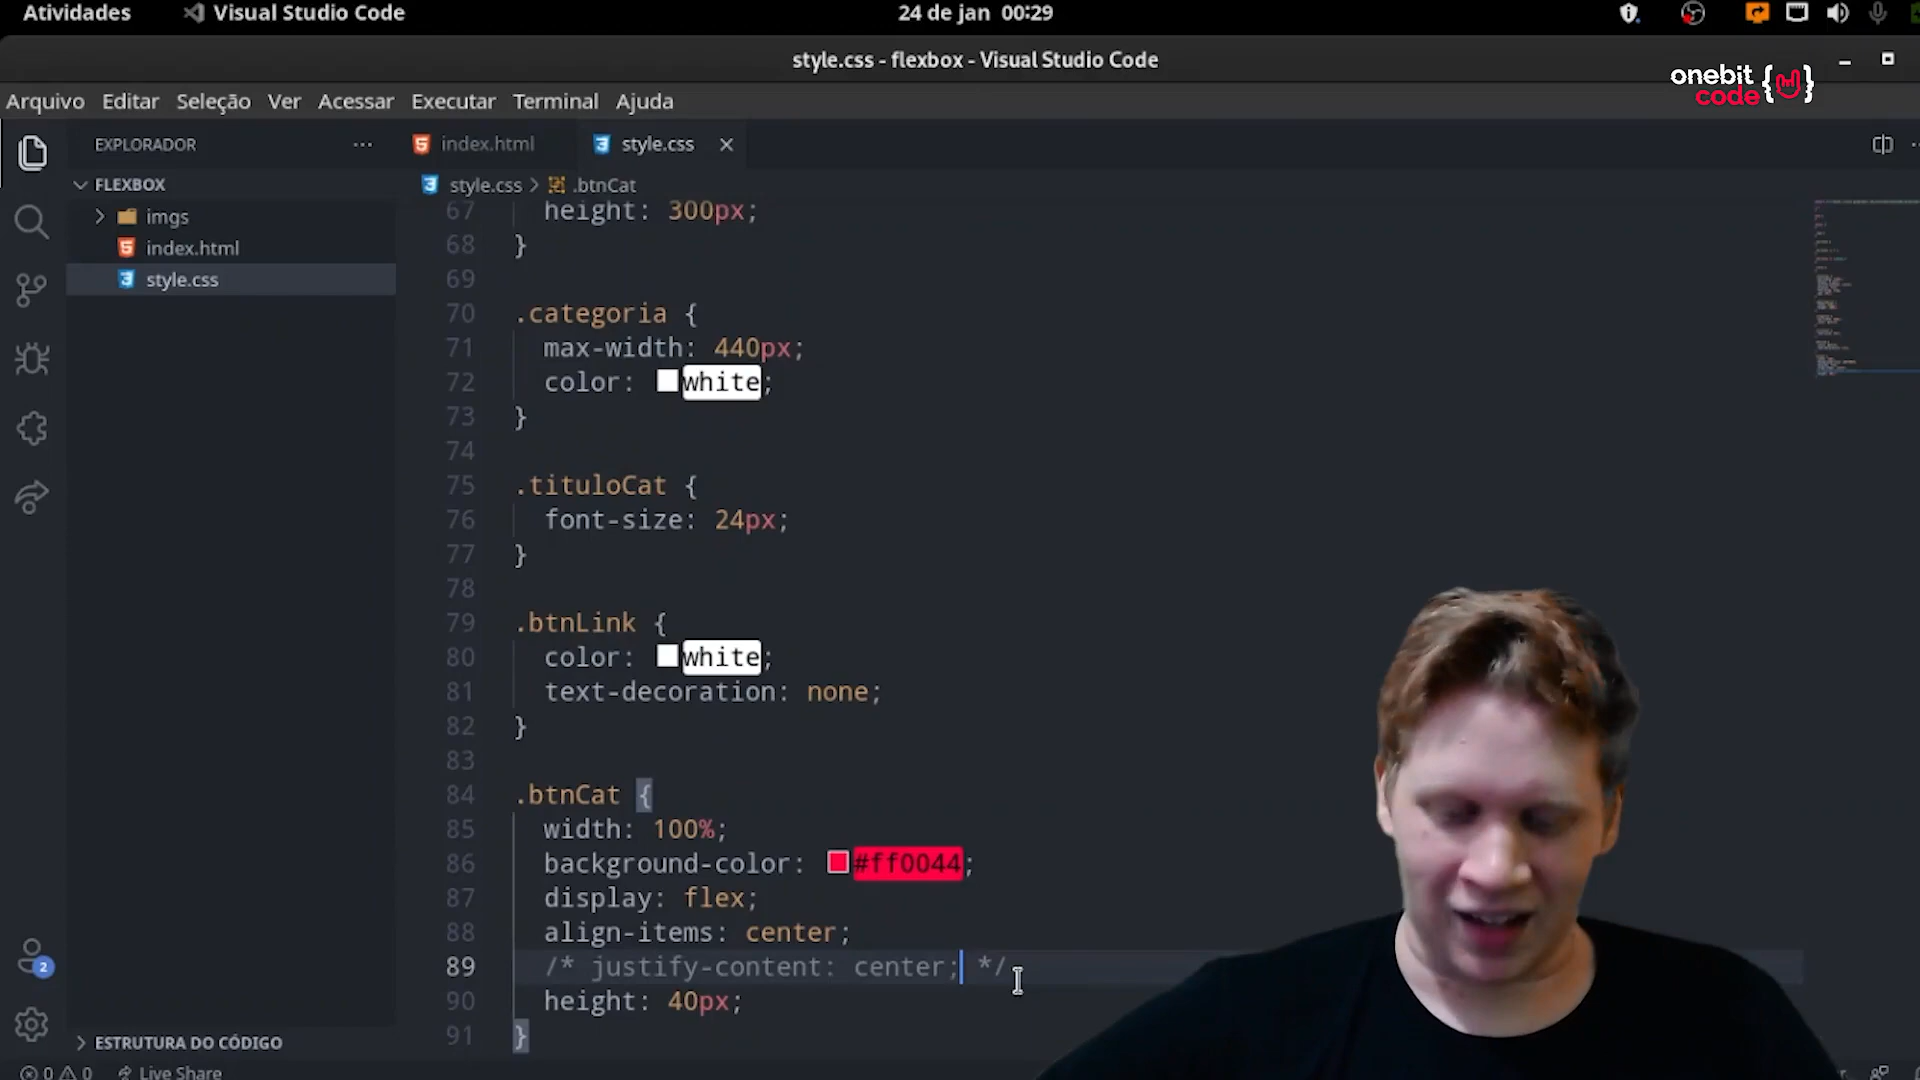 Atividades
Visual Studio Code
24 de jan 00:29
style.css - flexbox - Visual Studio Code
onebit
code
Arquivo Editar Seleção Ver Acessar Executar Terminal Ajuda
EXPLORADOR
index.html
style.css
FLEXBOX
style.css > .btnCat
imgs
index.html
style.css
67 height: 300px;
68 }
69
70 .categoria {
71 max-width: 440px;
72 color: white;
73 }
74
75 .tituloCat {
76 font-size: 24px;
77 }
78
79 .btnLink {
80 color: white;
81 text-decoration: none;
82 }
83
84 .btnCat {
85 width: 100%;
86 background-color: #ff0044;
87 display: flex;
88 align-items: center;
89 /* justify-content: center; */
90 height: 40px;
91 }
2
ESTRUTURA DO CÓDIGO
0 0 Live Share